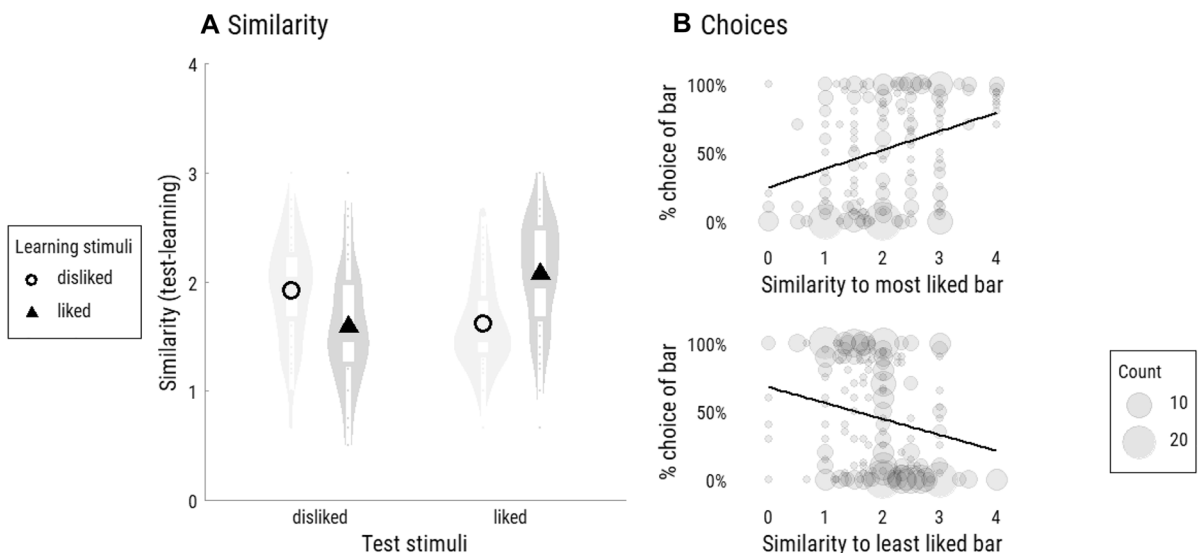 A Similarity
Similarity (test-learning)
4
3
2
1
0
disliked
liked
Test stimuli
Learning stimuli
disliked
liked
B Choices
% choice of bar
100%
50%
0%
0 1 2 3 4
Similarity to most liked bar
% choice of bar
100%
50%
0%
0 1 2 3 4
Similarity to least liked bar
Count
10
20